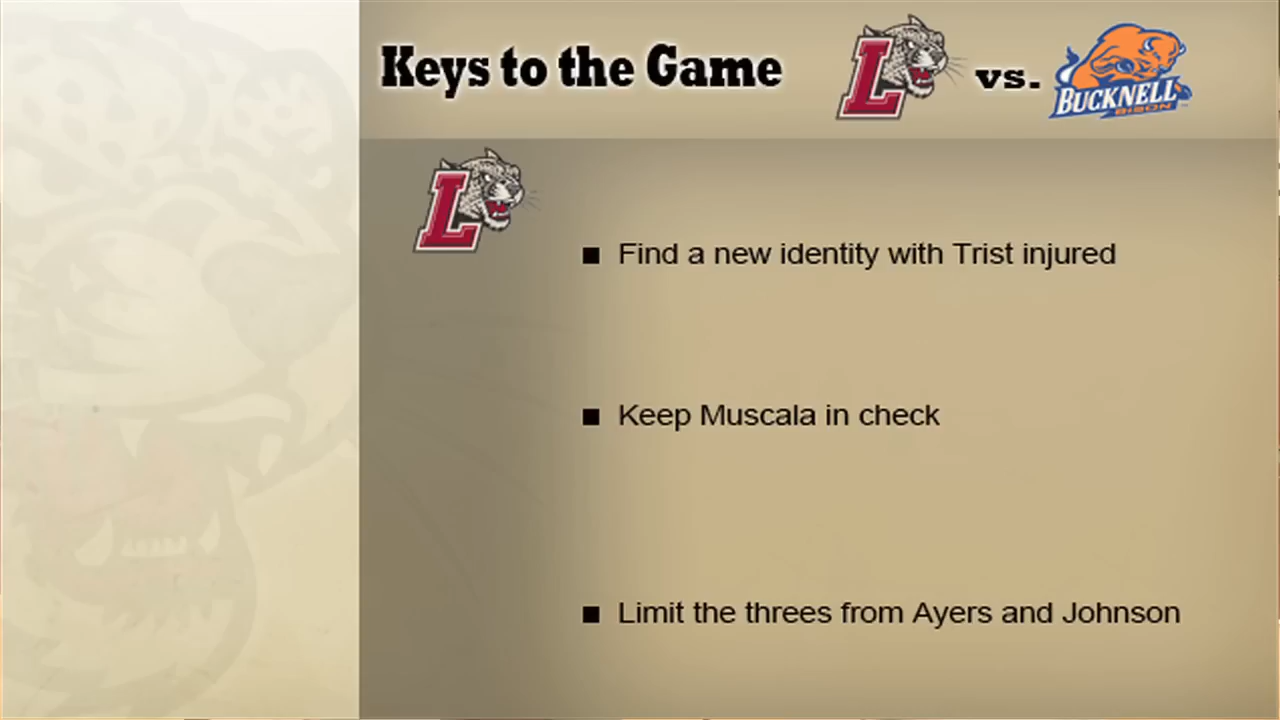 Keys to the Game
L vs. BUCKNELL
BISON
L
Find a new identity with Trist injured
Keep Muscala in check
Limit the threes from Ayers and Johnson